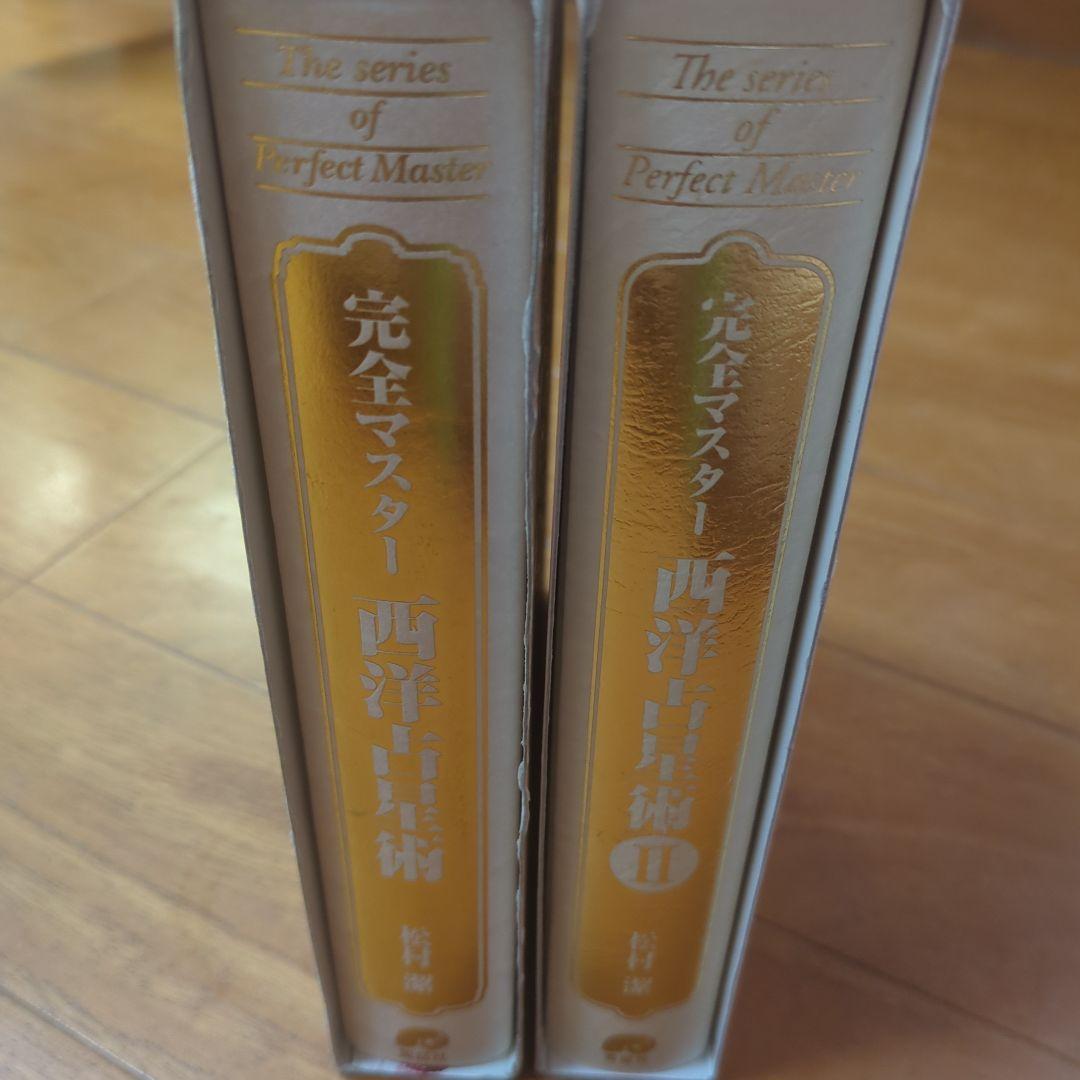 The series
of
Perfect Master
完全マスター
西洋占星術
松村 潔
The series
of
Perfect Master
完全マスター
西洋占星術
II
松村 潔